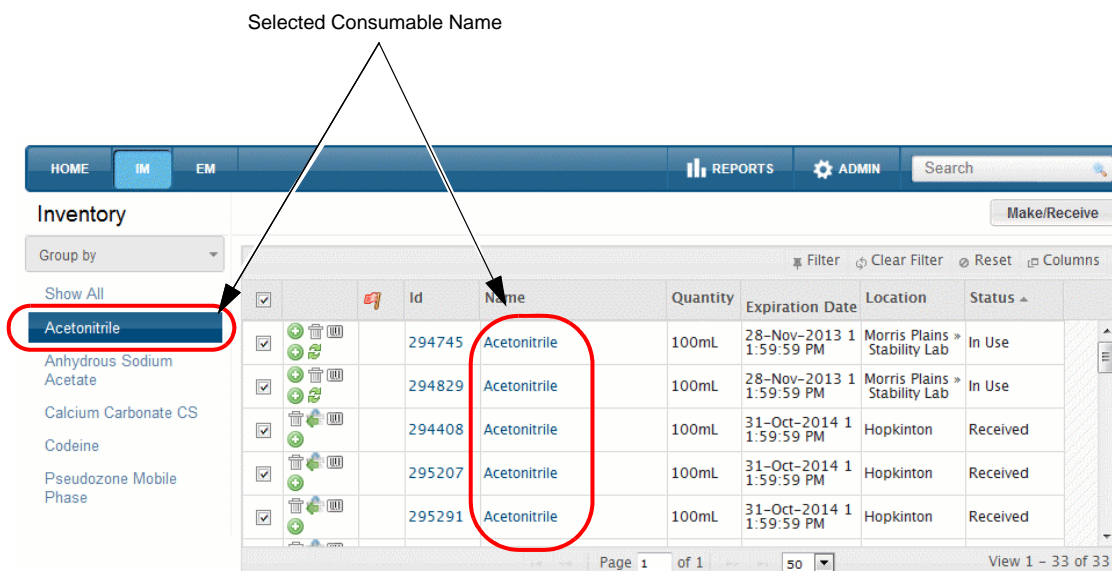 Selected Consumable Name
HOME IM EM REPORTS ADMIN Search
Inventory Make/Receive
Group by Filter Clear Filter Reset Columns
Show All
Acetonitrile
Anhydrous Sodium
Acetate
Calcium Carbonate CS
Codeine
Pseudozone Mobile
Phase
Id Name Quantity Expiration Date Location Status
294745 Acetonitrile 100mL 28-Nov-2013 1 Morris Plains » In Use
1:59:59 PM Stability Lab
294829 Acetonitrile 100mL 28-Nov-2013 1 Morris Plains » In Use
1:59:59 PM Stability Lab
294408 Acetonitrile 100mL 31-Oct-2014 1 Hopkinton Received
1:59:59 PM
295207 Acetonitrile 100mL 31-Oct-2014 1 Hopkinton Received
1:59:59 PM
295291 Acetonitrile 100mL 31-Oct-2014 1 Hopkinton Received
1:59:59 PM
Page 1 of 1 50 View 1 - 33 of 33